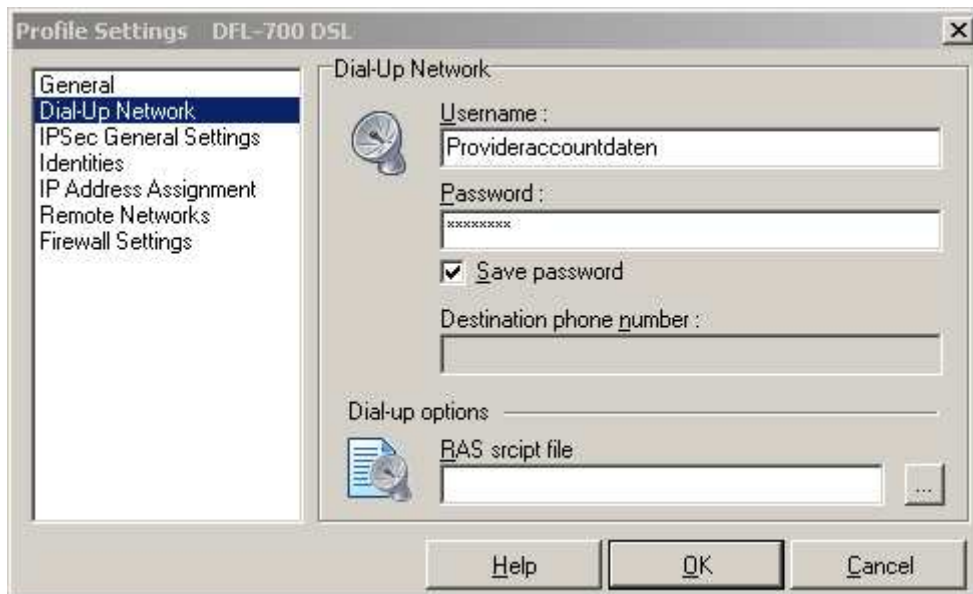 Profile Settings DFL-700 DSL
General
Dial-Up Network
IPSec General Settings
Identities
IP Address Assignment
Remote Networks
Firewall Settings
Dial-Up Network
Username :
Provideraccountdaten
Password :
********
Save password
Destination phone number :
Dial-up options
RAS srcipt file
...
Help
OK
Cancel